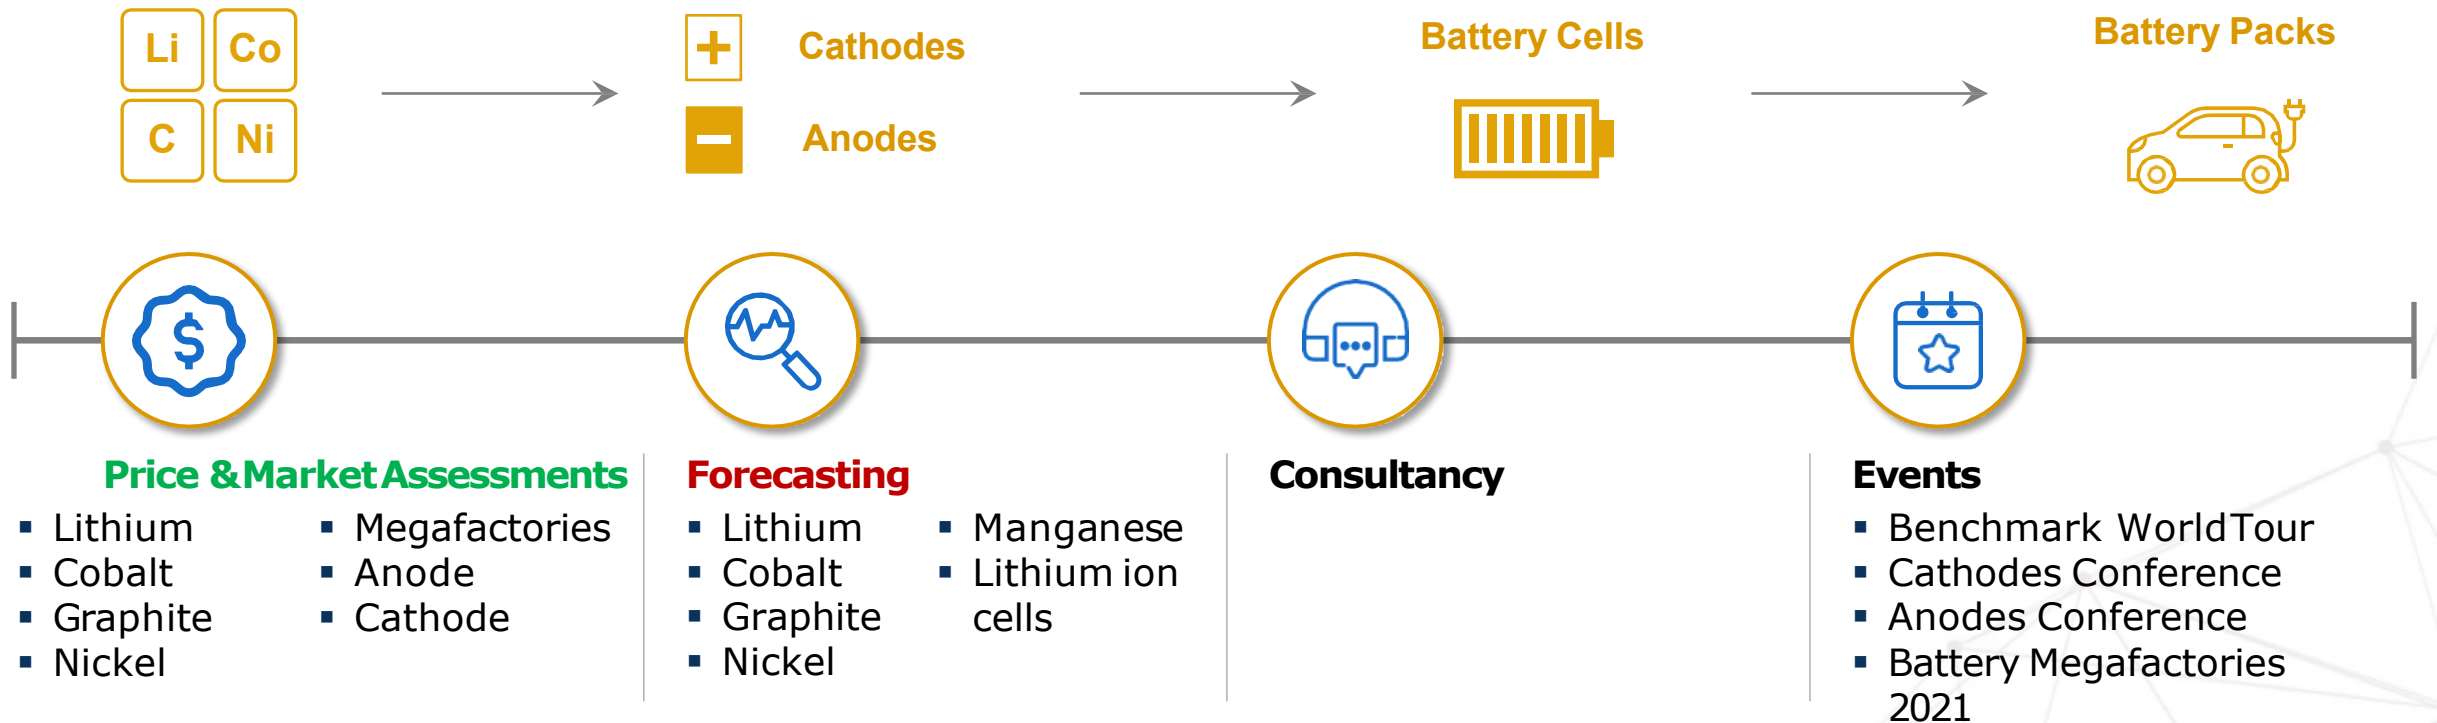 Li Co
C Ni
+ Cathodes
− Anodes
Battery Cells
Battery Packs
$
Price & Market Assessments
▪ Lithium
▪ Cobalt
▪ Graphite
▪ Nickel
▪ Megafactories
▪ Anode
▪ Cathode
Forecasting
▪ Lithium
▪ Cobalt
▪ Graphite
▪ Nickel
▪ Manganese
▪ Lithium ion
cells
Consultancy
Events
▪ Benchmark World Tour
▪ Cathodes Conference
▪ Anodes Conference
▪ Battery Megafactories
2021